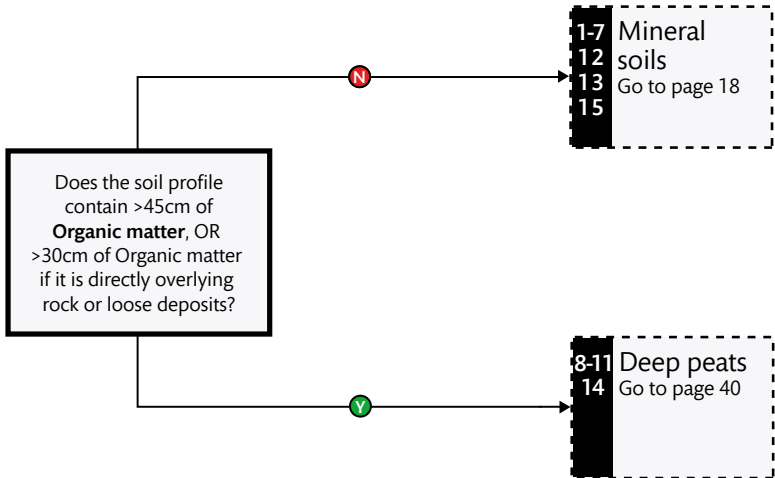 1-7
12
13
15
Mineral
soils
Go to page 18
N
Does the soil profile
contain >45cm of
Organic matter, OR
>30cm of Organic matter
if it is directly overlying
rock or loose deposits?
Y
8-11
14
Deep peats
Go to page 40